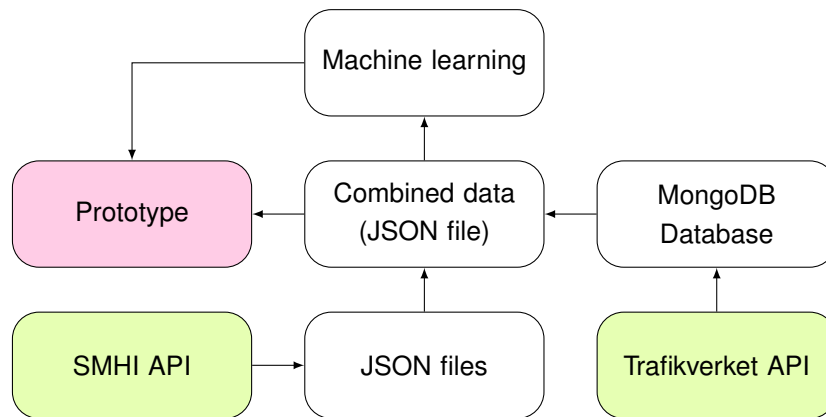 Machine learning
Prototype
Combined data
(JSON file)
MongoDB
Database
SMHI API
JSON files
Trafikverket API